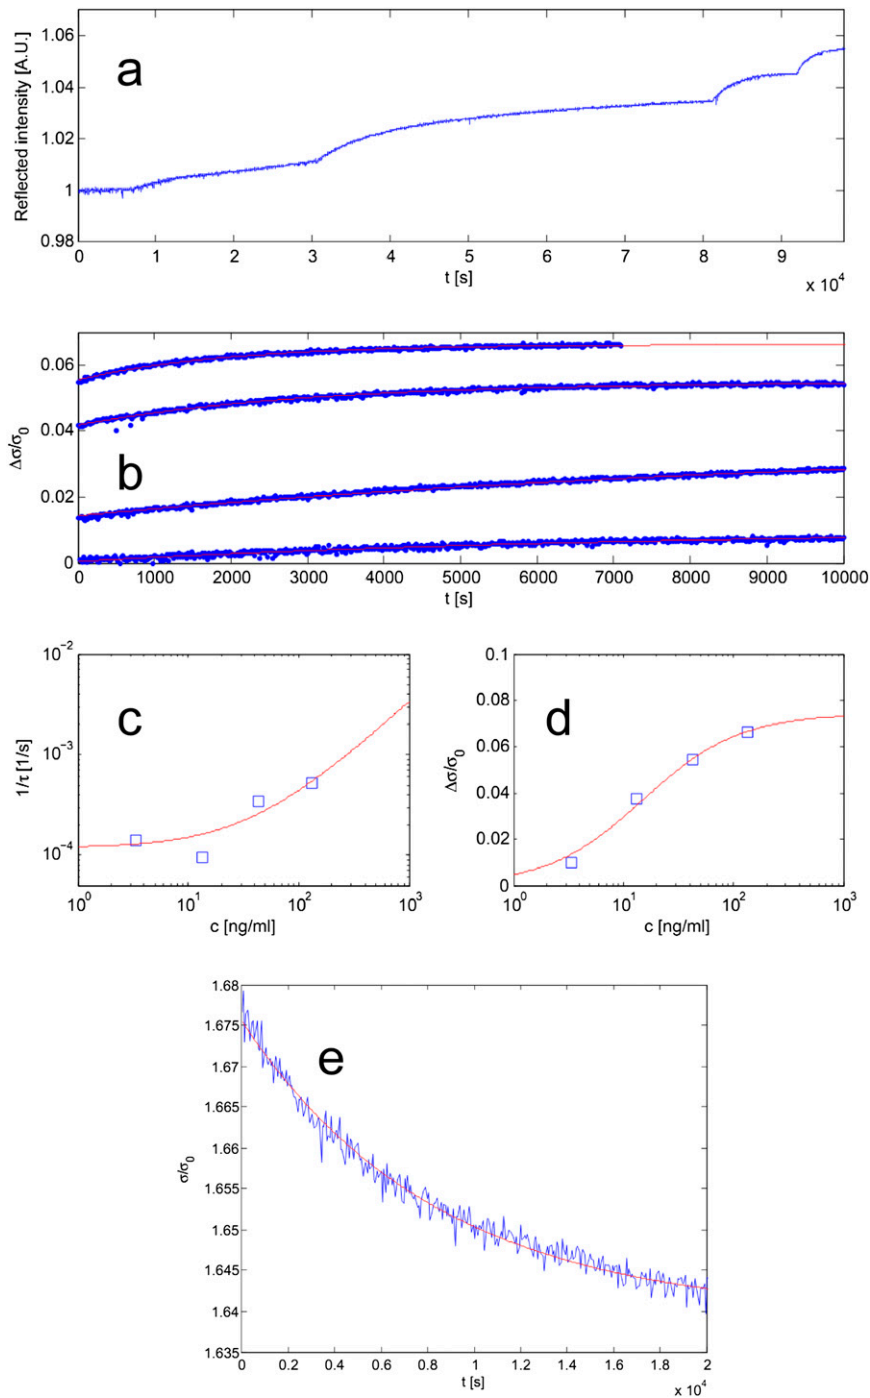 Reflected intensity [A.U.]
1.06
1.04
1.02
1
0.98
a
0 1 2 3 4 5 6 7 8 9
t [s]
x 10^4
Δσ/σ_0
0.06
0.04
0.02
0
b
0 1000 2000 3000 4000 5000 6000 7000 8000 9000 10000
t [s]
1/τ [1/s]
10^-2
10^-3
10^-4
c
10^0 10^1 10^2 10^3
c [ng/ml]
Δσ/σ_0
0.1
0.08
0.06
0.04
0.02
0
d
10^0 10^1 10^2 10^3
c [ng/ml]
σ/σ_0
1.68
1.675
1.67
1.665
1.66
1.655
1.65
1.645
1.64
1.635
e
0 0.2 0.4 0.6 0.8 1 1.2 1.4 1.6 1.8 2
t [s]
x 10^4